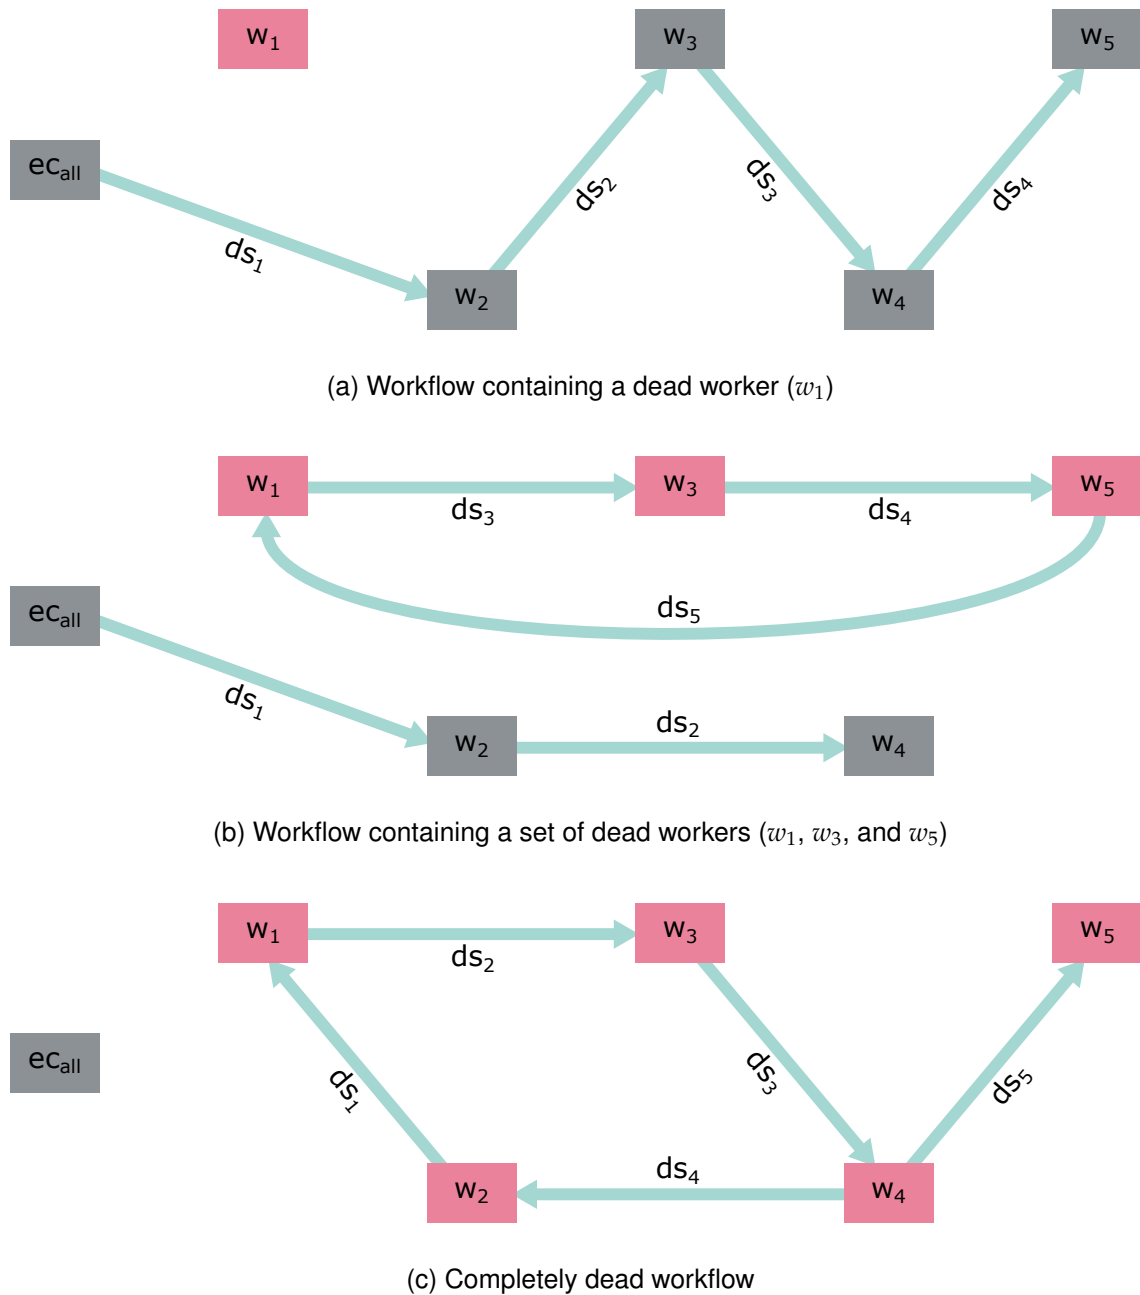 w₁
w₃
w₅
ec_all
ds₂
ds₃
ds₄
ds₁
w₂
w₄
(a) Workflow containing a dead worker (w₁)
w₁
w₃
w₅
ds₃
ds₄
ec_all
ds₅
ds₁
ds₂
w₂
w₄
(b) Workflow containing a set of dead workers (w₁, w₃, and w₅)
w₁
w₃
w₅
ds₂
ec_all
ds₁
ds₃
ds₅
ds₄
w₂
w₄
(c) Completely dead workflow